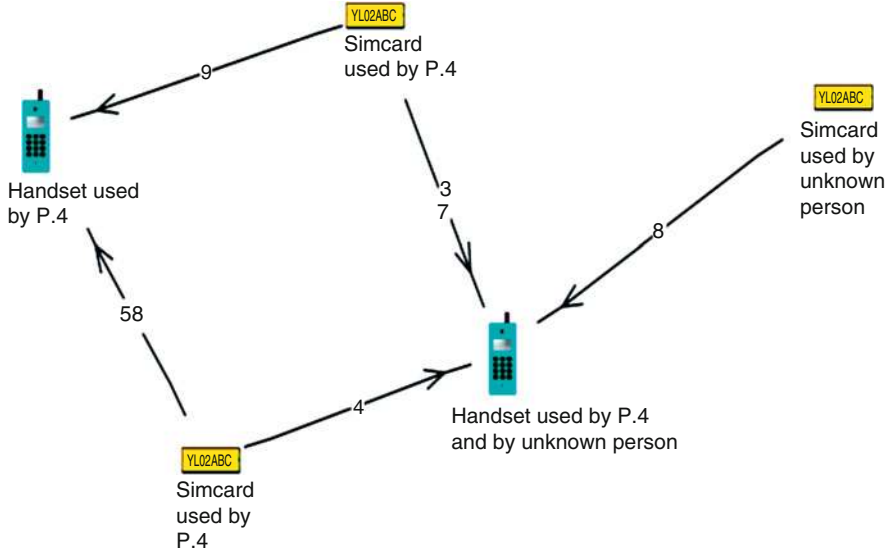 YL02ABC
Simcard
used by P.4
9
YL02ABC
Simcard
used by
unknown
person
Handset used
by P.4
3
7
8
58
4
Handset used by P.4
and by unknown person
YL02ABC
Simcard
used by
P.4